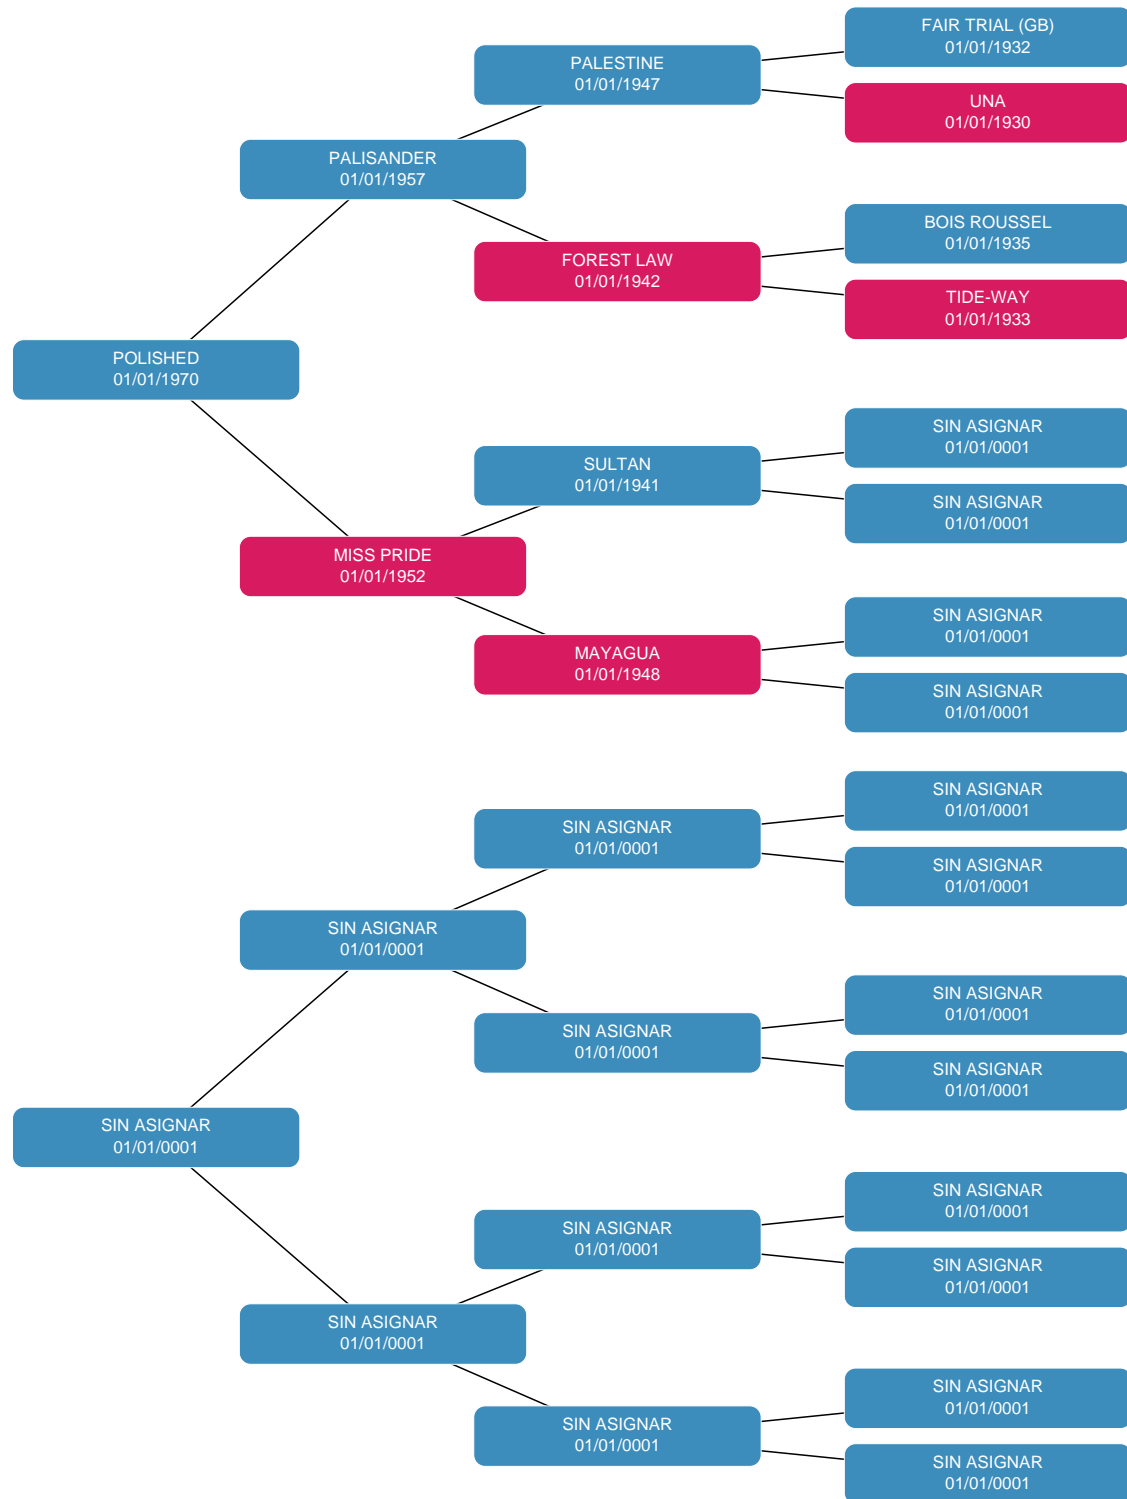 FAIR TRIAL (GB)
01/01/1932
PALESTINE
01/01/1947
UNA
01/01/1930
PALISANDER
01/01/1957
BOIS ROUSSEL
01/01/1935
FOREST LAW
01/01/1942
TIDE-WAY
01/01/1933
POLISHED
01/01/1970
SIN ASIGNAR
01/01/0001
SULTAN
01/01/1941
SIN ASIGNAR
01/01/0001
MISS PRIDE
01/01/1952
SIN ASIGNAR
01/01/0001
MAYAGUA
01/01/1948
SIN ASIGNAR
01/01/0001
SIN ASIGNAR
01/01/0001
SIN ASIGNAR
01/01/0001
SIN ASIGNAR
01/01/0001
SIN ASIGNAR
01/01/0001
SIN ASIGNAR
01/01/0001
SIN ASIGNAR
01/01/0001
SIN ASIGNAR
01/01/0001
SIN ASIGNAR
01/01/0001
SIN ASIGNAR
01/01/0001
SIN ASIGNAR
01/01/0001
SIN ASIGNAR
01/01/0001
SIN ASIGNAR
01/01/0001
SIN ASIGNAR
01/01/0001
SIN ASIGNAR
01/01/0001
SIN ASIGNAR
01/01/0001